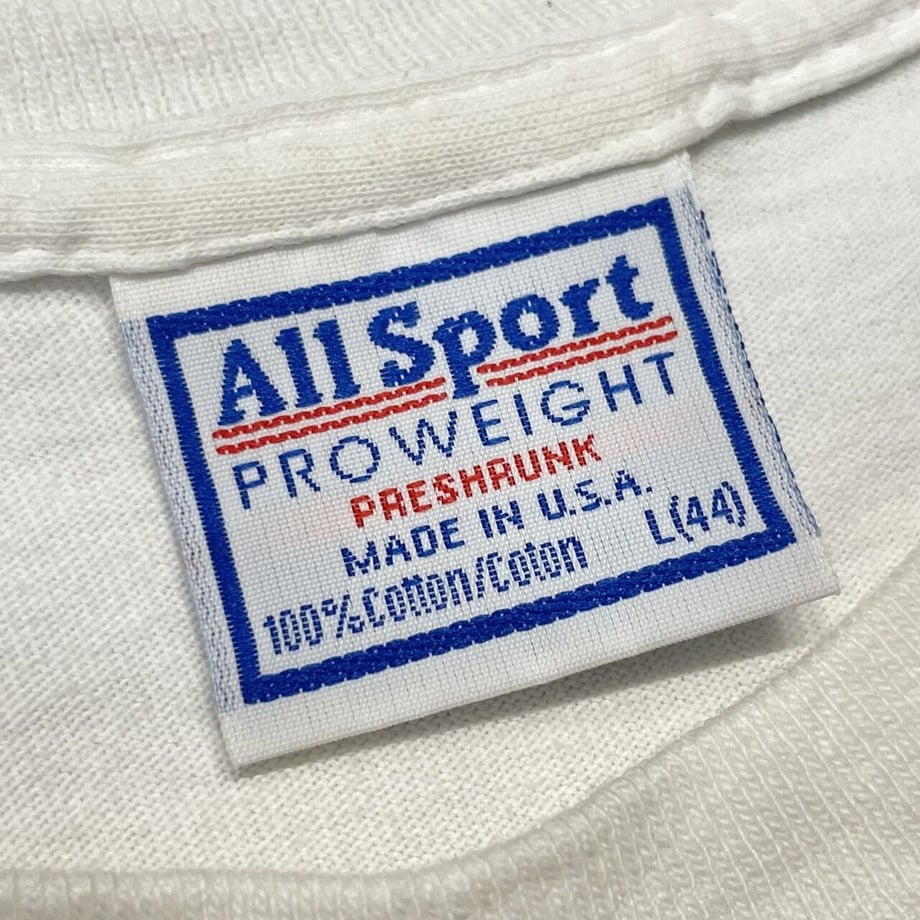 All Sport
PROWEIGHT
PRESHRUNK
MADE IN U.S.A.
100% Cotton/Coton L(44)